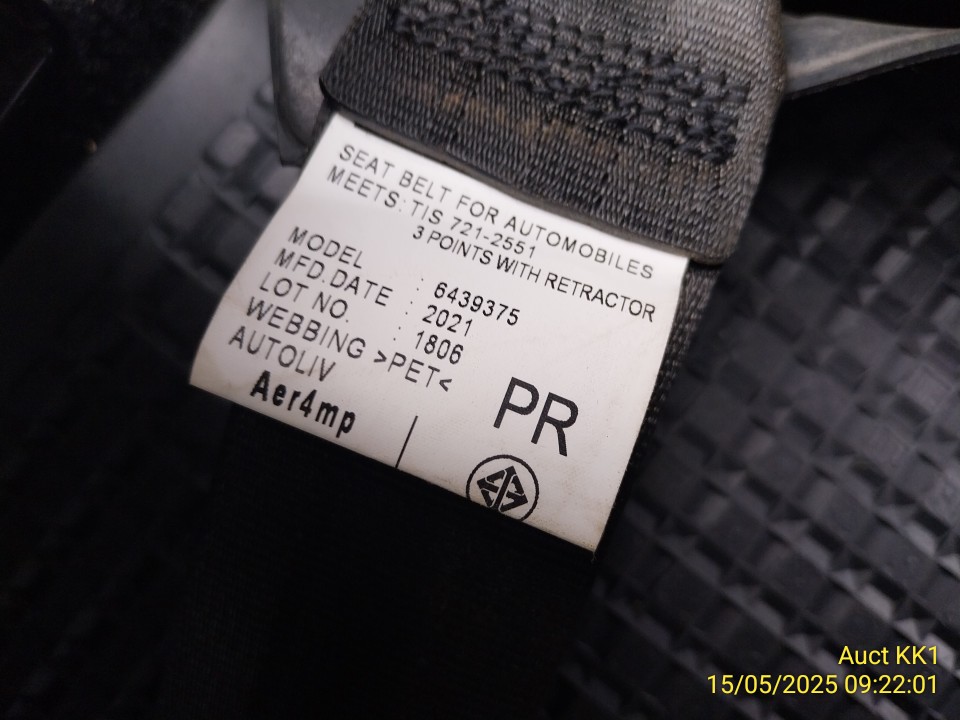 SEAT BELT FOR AUTOMOBILES
MEETS: TIS 721-2551
3 POINTS WITH RETRACTOR
MODEL : 6439375
MFD.DATE : 2021
LOT NO. : 1806
WEBBING >PET<
AUTOLIV
Aer4mp
PR
Auct KK1
15/05/2025 09:22:01